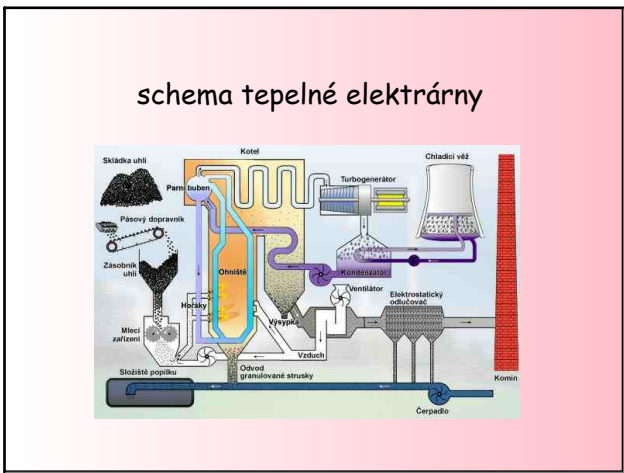 schema tepelné elektrárny
Kotel
Skládka uhlí
Chladicí věž
Turbogenerátor
Parní buben
Pásový dopravník
Zásobník
uhlí
Ohniště
Kondenzátor
Ventilátor
Elektrostatický
odlučovač
Hořáky
Výsypka
Mlecí
zařízení
Vzduch
Složiště popílku
Odvod
granulované strusky
Komín
Čerpadlo